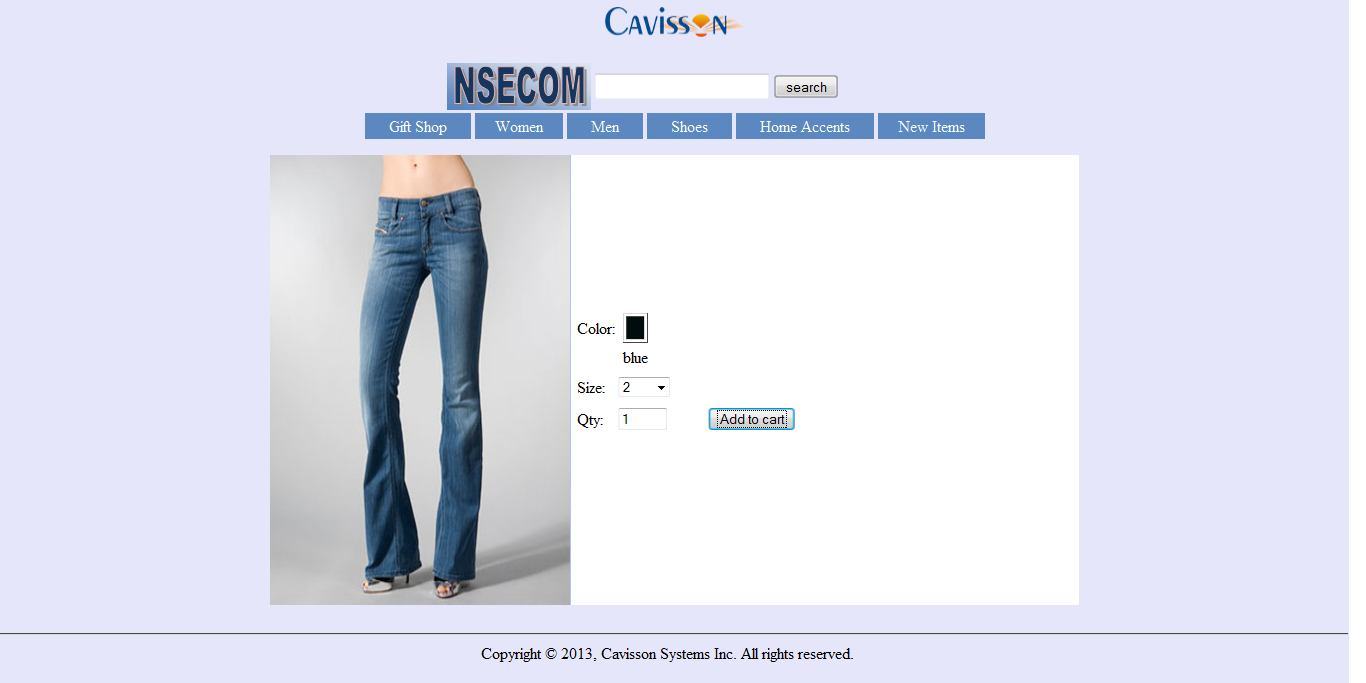 CAVISSON
NSECOM search
Gift Shop Women Men Shoes Home Accents New Items
Color:
blue
Size: 2
Qty: 1 Add to cart
Copyright © 2013, Cavisson Systems Inc. All rights reserved.